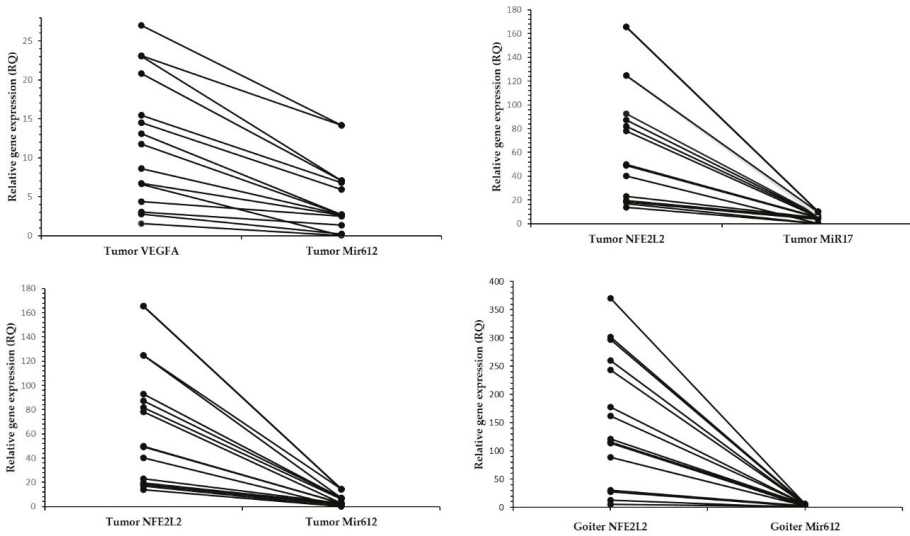 Relative gene expression (RQ)
25
20
15
10
5
0
Tumor VEGFA
Tumor Mir612
Relative gene expression (RQ)
180
160
140
120
100
80
60
40
20
0
Tumor NFE2L2
Tumor MiR17
Relative gene expression (RQ)
180
160
140
120
100
80
60
40
20
0
Tumor NFE2L2
Tumor Mir612
Relative gene expression (RQ)
400
350
300
250
200
150
100
50
0
Goiter NFE2L2
Goiter Mir612